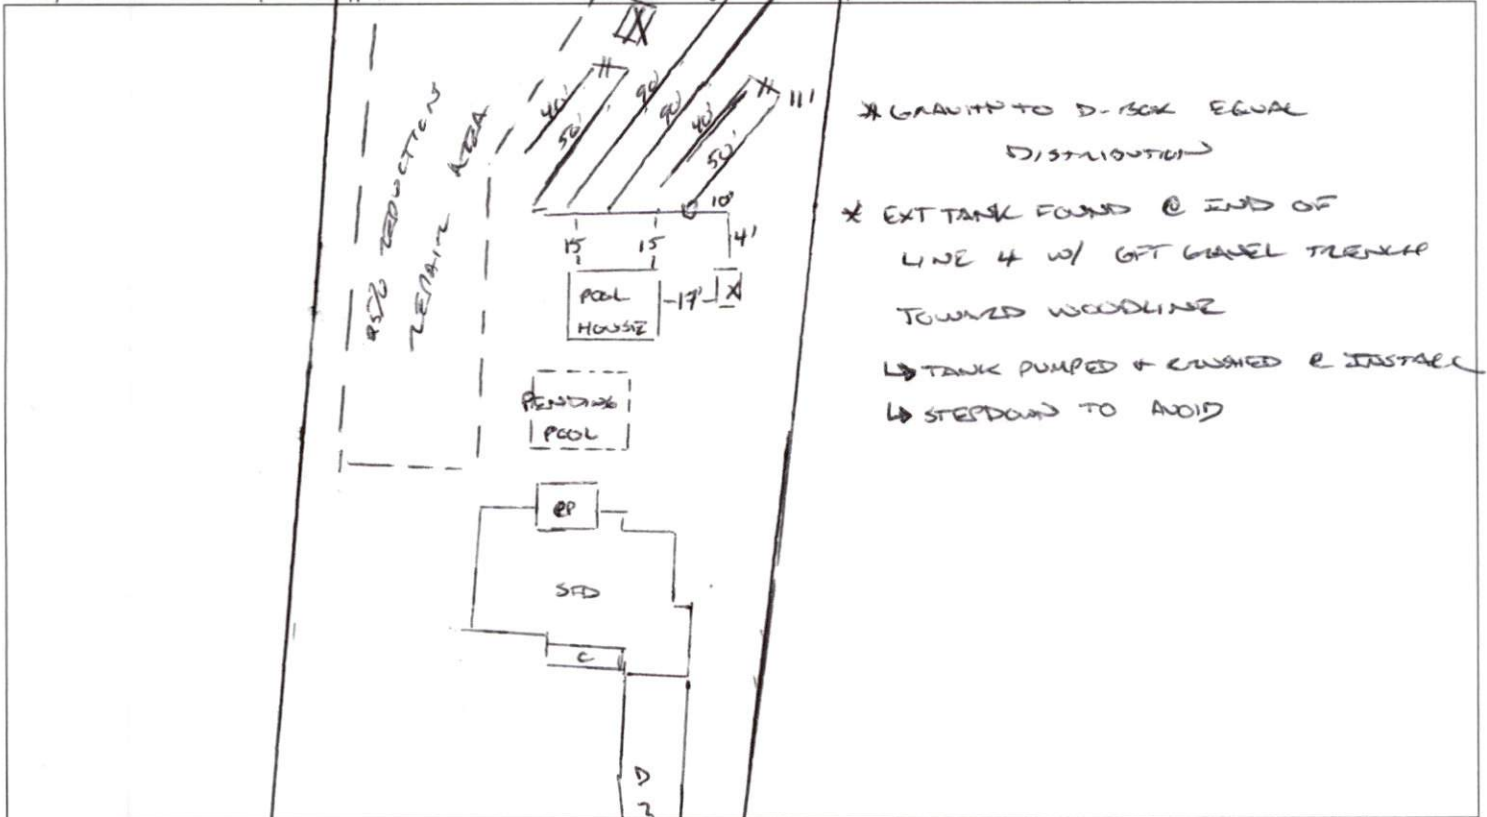 40'
50'
90'
90'
40'
50'
11'
REPAIR AREA
10'
15
15
4'
POOL
HOUSE
17'
X
PENDING
POOL
CP
SFD
C
D
* GRAVITY TO D-BOX EQUAL
DISTRIBUTION
* EXT TANK FOUND @ END OF
LINE 4 W/ 6FT GRAVEL TRENCH
TOWARD WOODLINE
↳ TANK PUMPED & CRUSHED @ INSTALL
↳ STEPDOWN TO AVOID